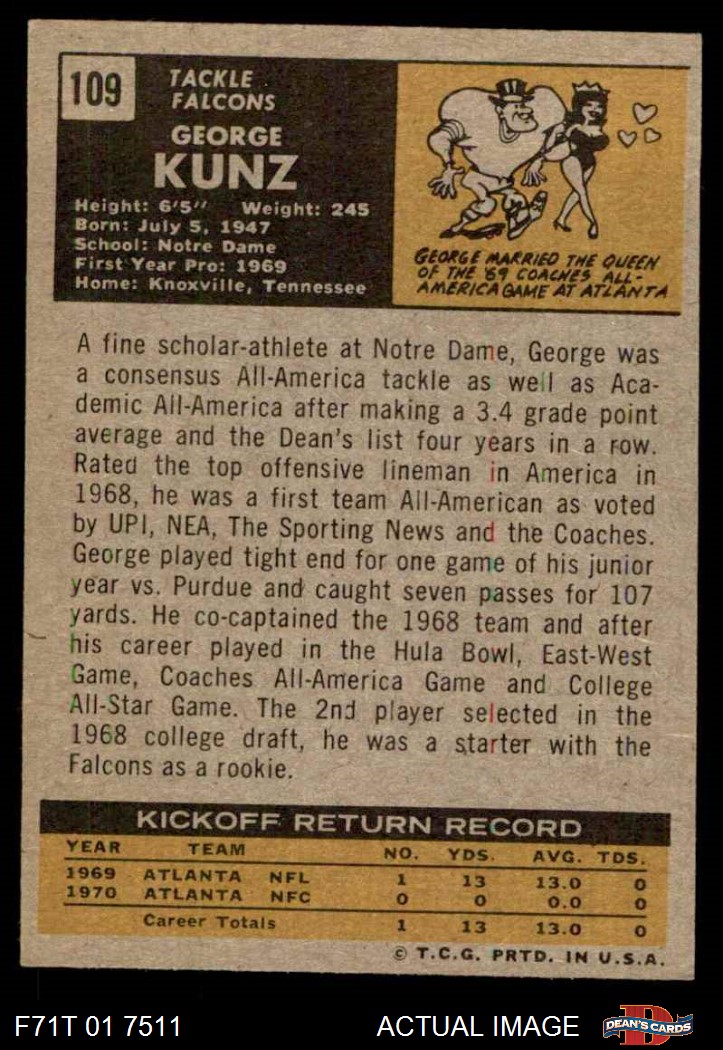 109
TACKLE
FALCONS
GEORGE
KUNZ
Height: 6'5" Weight: 245
Born: July 5, 1947
School: Notre Dame
First Year Pro: 1969
Home: Knoxville, Tennessee
GEORGE MARRIED THE QUEEN
OF THE '69 COACHES ALL-
AMERICA GAME AT ATLANTA
A fine scholar-athlete at Notre Dame, George was
a consensus All-America tackle as well as Aca-
demic All-America after making a 3.4 grade point
average and the Dean's list four years in a row.
Rated the top offensive lineman in America in
1968, he was a first team All-American as voted
by UPI, NEA, The Sporting News and the Coaches.
George played tight end for one game of his junior
year vs. Purdue and caught seven passes for 107
yards. He co-captained the 1968 team and after
his career played in the Hula Bowl, East-West
Game, Coaches All-America Game and College
All-Star Game. The 2nd player selected in the
1968 college draft, he was a starter with the
Falcons as a rookie.
KICKOFF RETURN RECORD
YEAR TEAM NO. YDS. AVG. TDS.
1969 ATLANTA NFL 1 13 13.0 0
1970 ATLANTA NFC 0 0 0.0 0
Career Totals 1 13 13.0 0
© T.C.G. PRTD. IN U.S.A.
F71T 01 7511 ACTUAL IMAGE DEAN'S CARDS